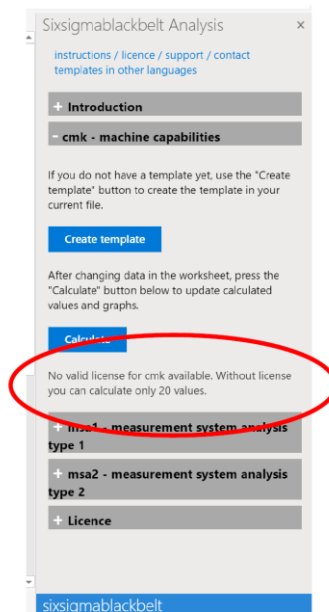 Sixsigmablackbelt Analysis ×
instructions / licence / support / contact
templates in other languages
+ Introduction
- cmk - machine capabilities
If you do not have a template yet, use the "Create
template" button to create the template in your
current file.
Create template
After changing data in the worksheet, press the
"Calculate" button below to update calculated
values and graphs.
Calculate
No valid license for cmk available. Without license
you can calculate only 20 values.
+ msa1 - measurement system analysis
type 1
+ msa2 - measurement system analysis
type 2
+ Licence
sixsigmablackbelt